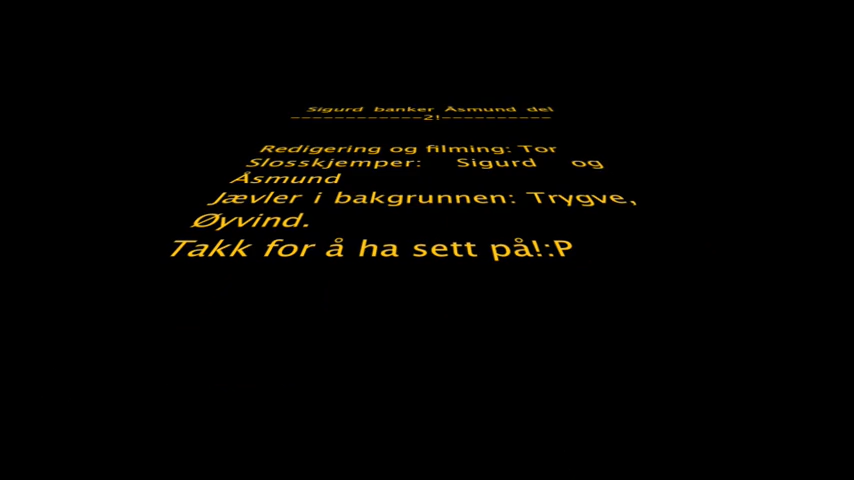 Sigurd banker Åsmund del
------------2!----------
Redigering og filming: Tor
Slosskjemper: Sigurd og
Åsmund
Jævler i bakgrunnen: Trygve,
Øyvind.
Takk for å ha sett på!:P